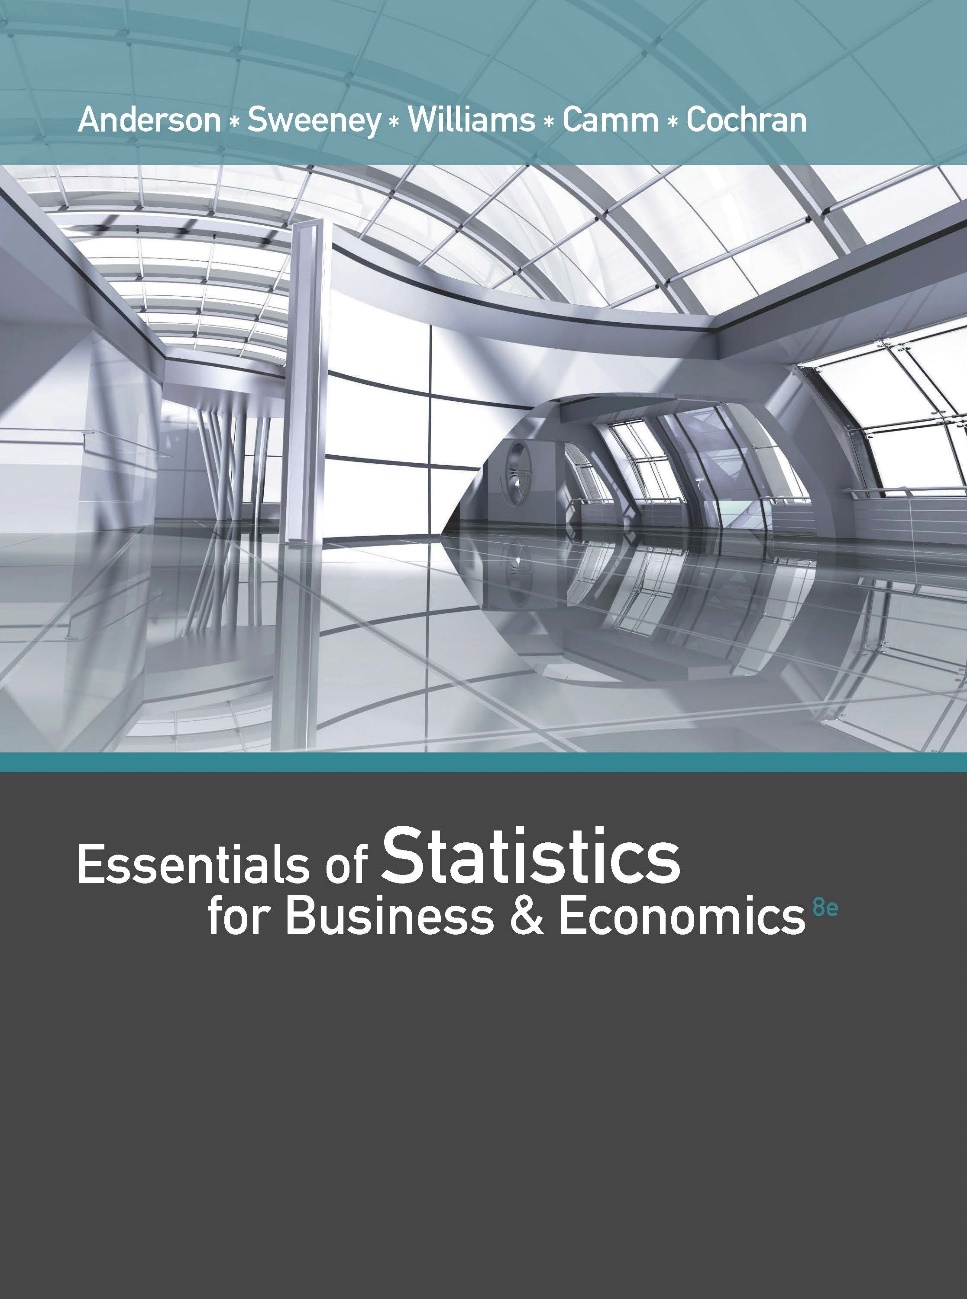 Anderson * Sweeney * Williams * Camm * Cochran
Essentials of Statistics
for Business & Economics 8e